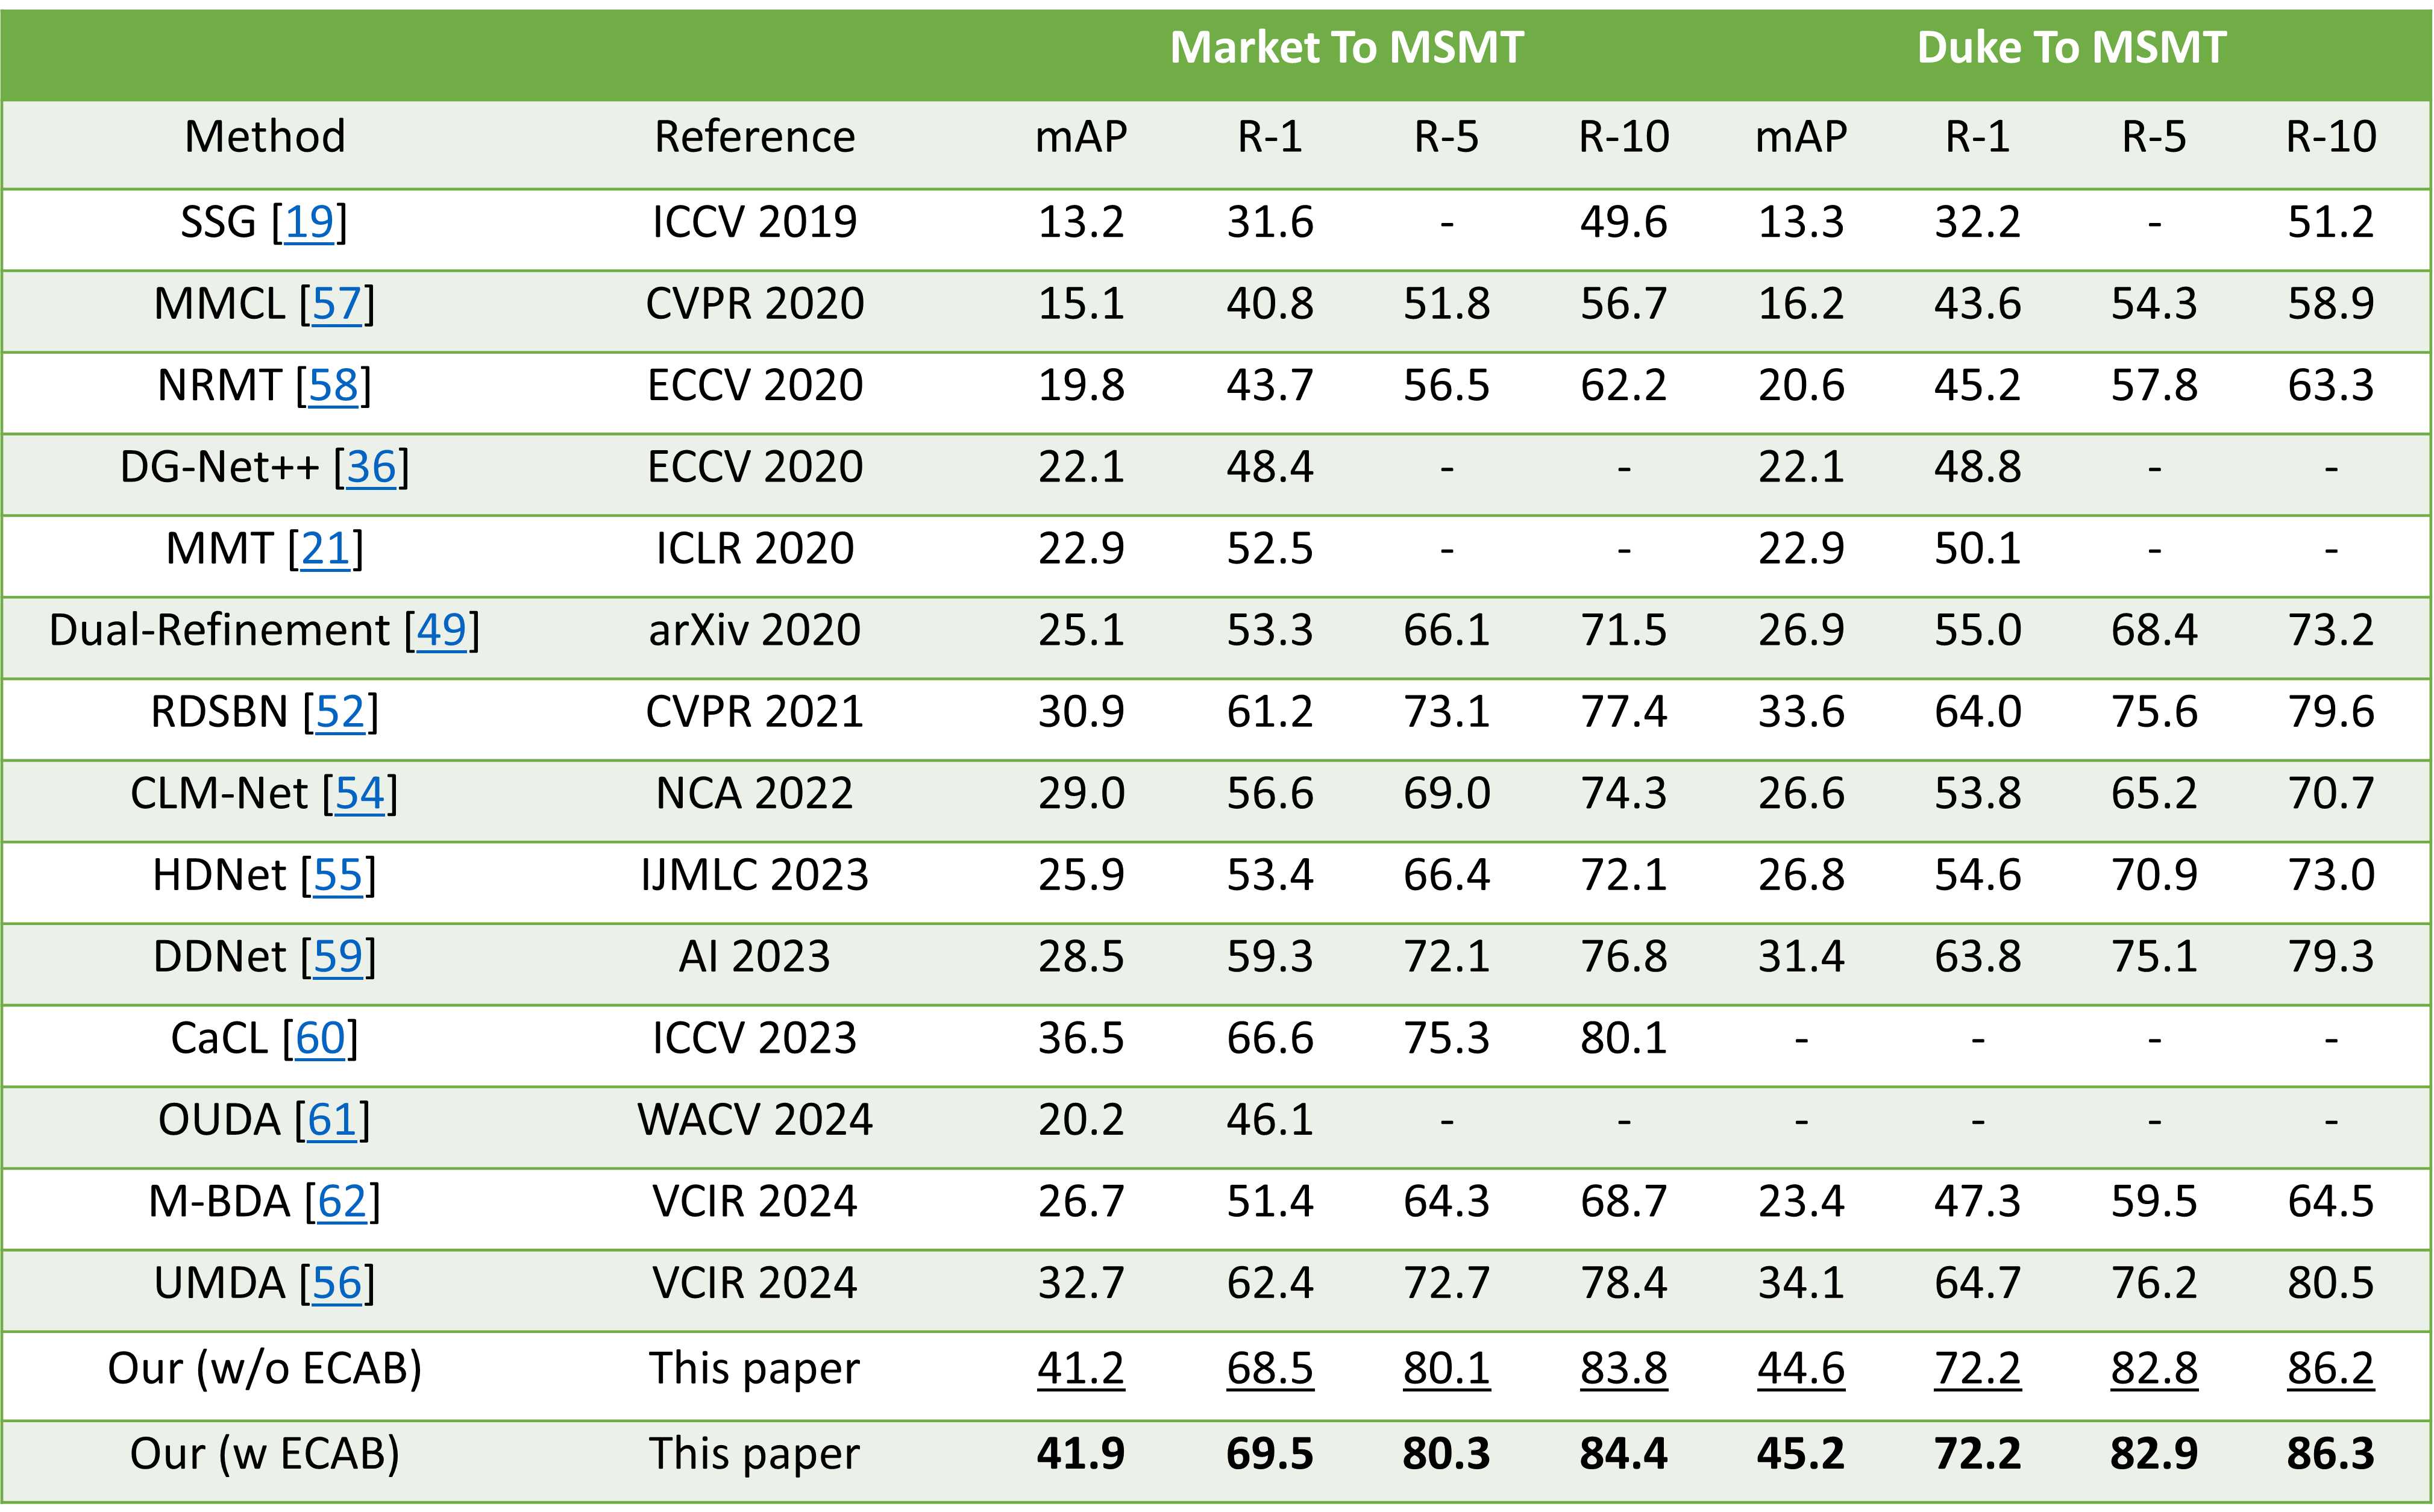 Market To MSMT Duke To MSMT
Method Reference mAP R-1 R-5 R-10 mAP R-1 R-5 R-10
SSG [19] ICCV 2019 13.2 31.6 - 49.6 13.3 32.2 - 51.2
MMCL [57] CVPR 2020 15.1 40.8 51.8 56.7 16.2 43.6 54.3 58.9
NRMT [58] ECCV 2020 19.8 43.7 56.5 62.2 20.6 45.2 57.8 63.3
DG-Net++ [36] ECCV 2020 22.1 48.4 - - 22.1 48.8 - -
MMT [21] ICLR 2020 22.9 52.5 - - 22.9 50.1 - -
Dual-Refinement [49] arXiv 2020 25.1 53.3 66.1 71.5 26.9 55.0 68.4 73.2
RDSBN [52] CVPR 2021 30.9 61.2 73.1 77.4 33.6 64.0 75.6 79.6
CLM-Net [54] NCA 2022 29.0 56.6 69.0 74.3 26.6 53.8 65.2 70.7
HDNet [55] IJMLC 2023 25.9 53.4 66.4 72.1 26.8 54.6 70.9 73.0
DDNet [59] AI 2023 28.5 59.3 72.1 76.8 31.4 63.8 75.1 79.3
CaCL [60] ICCV 2023 36.5 66.6 75.3 80.1 - - - -
OUDA [61] WACV 2024 20.2 46.1 - - - - - -
M-BDA [62] VCIR 2024 26.7 51.4 64.3 68.7 23.4 47.3 59.5 64.5
UMDA [56] VCIR 2024 32.7 62.4 72.7 78.4 34.1 64.7 76.2 80.5
Our (w/o ECAB) This paper 41.2 68.5 80.1 83.8 44.6 72.2 82.8 86.2
Our (w ECAB) This paper 41.9 69.5 80.3 84.4 45.2 72.2 82.9 86.3